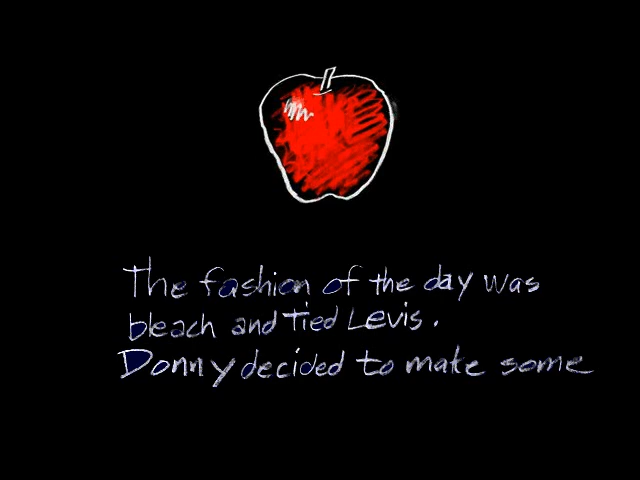 The fashion of the day was
bleach and Tied Levis.
Donny decided to make some